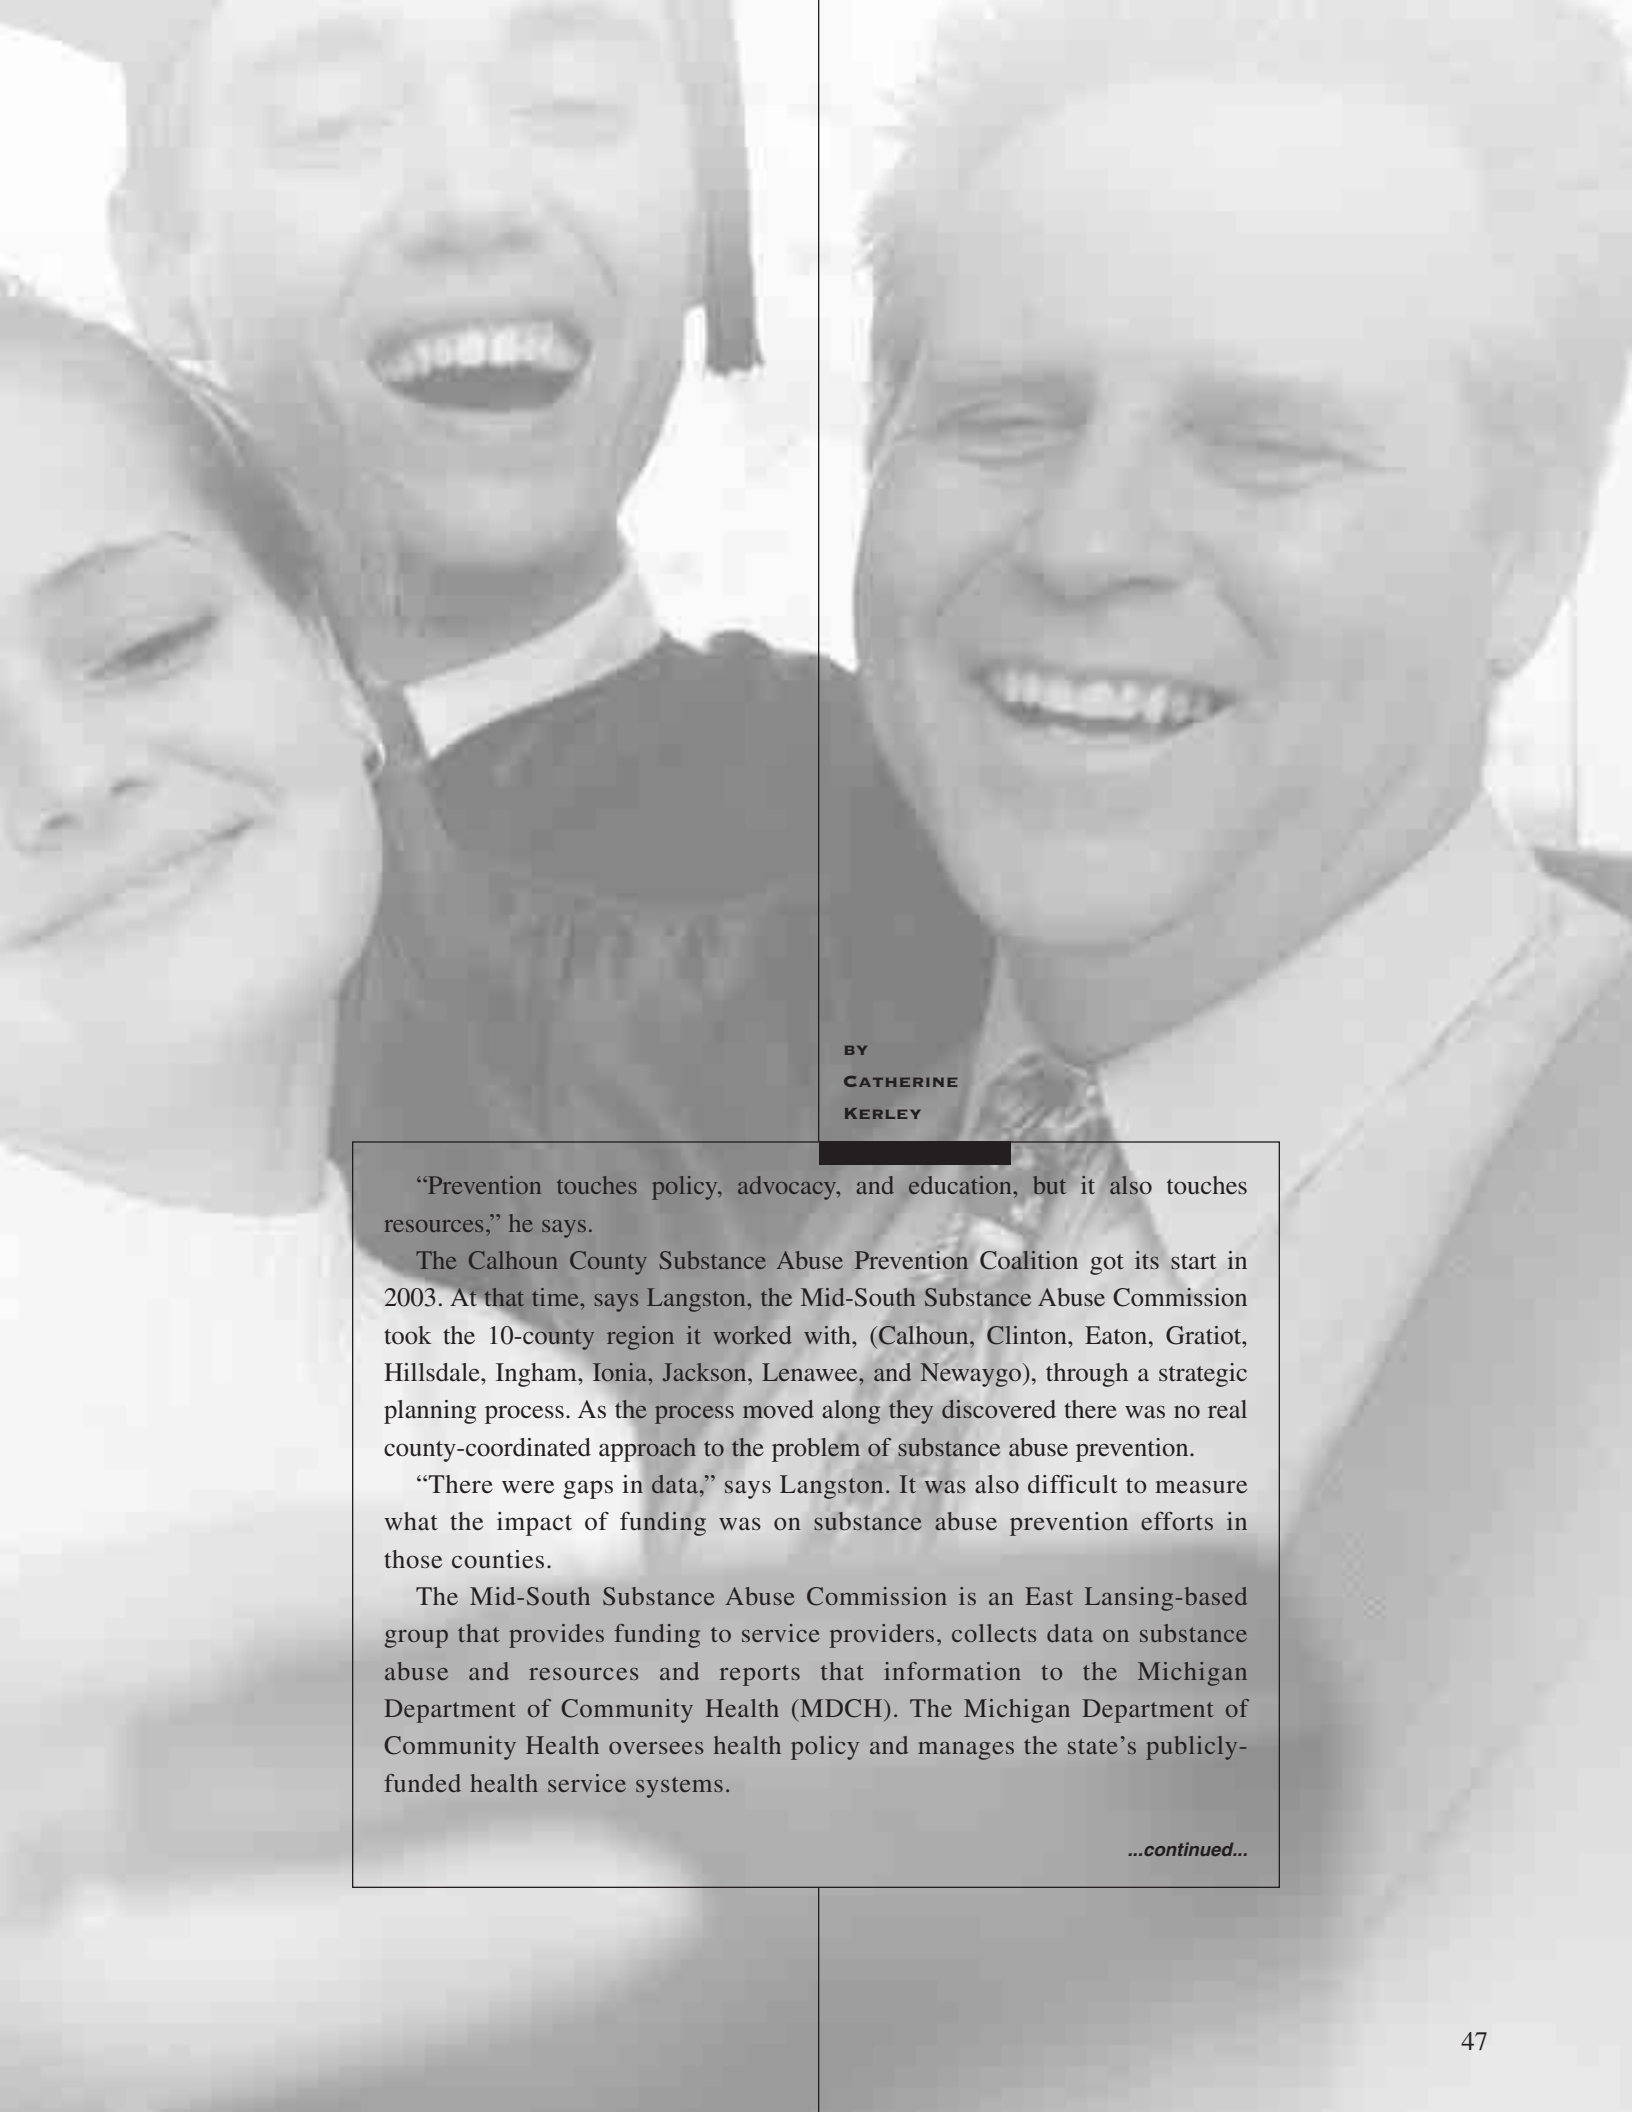 BY
CATHERINE
KERLEY
“Prevention touches policy, advocacy, and education, but it also touches
resources,” he says.
The Calhoun County Substance Abuse Prevention Coalition got its start in
2003. At that time, says Langston, the Mid-South Substance Abuse Commission
took the 10-county region it worked with, (Calhoun, Clinton, Eaton, Gratiot,
Hillsdale, Ingham, Ionia, Jackson, Lenawee, and Newaygo), through a strategic
planning process. As the process moved along they discovered there was no real
county-coordinated approach to the problem of substance abuse prevention.
“There were gaps in data,” says Langston. It was also difficult to measure
what the impact of funding was on substance abuse prevention efforts in
those counties.
The Mid-South Substance Abuse Commission is an East Lansing-based
group that provides funding to service providers, collects data on substance
abuse and resources and reports that information to the Michigan
Department of Community Health (MDCH). The Michigan Department of
Community Health oversees health policy and manages the state’s publicly-
funded health service systems.
...continued...
47